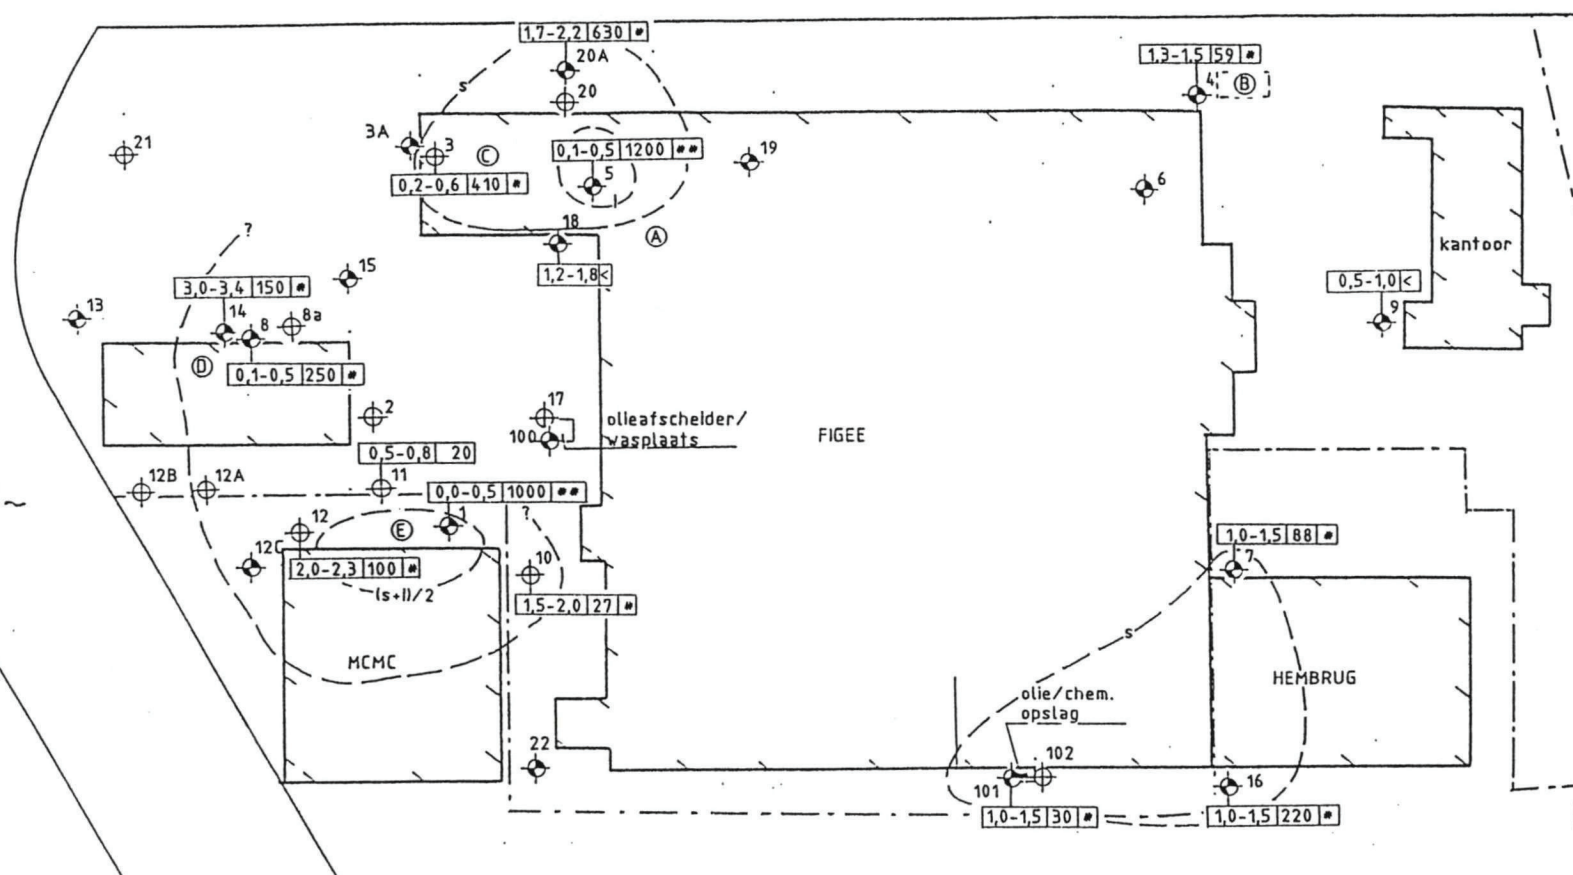 1,7-2,2 630 *
20A
20
1,3-1,5 59 *
4
B
s
3A
3
C
0,1-0,5 1200 **
19
21
0,2-0,6 410 *
5
l
6
18
A
?
1,2-1,8 <
kantoor
15
3,0-3,4 150 *
0,5-1,0 <
13
14
8
8a
9
D
0,1-0,5 250 *
2
17
olieafscheider/
wasplaats
100
FIGEE
0,5-0,8 20
12B
12A
11
0,0-0,5 1000 **
~
12
E
1
?
1,0-1,5 88 *
12C
2,0-2,3 100 *
10
7
(s+l)/2
1,5-2,0 27 *
s
MCMC
HEMBRUG
olie/chem.
opslag
22
102
101
16
1,0-1,5 30 *
1,0-1,5 220 *